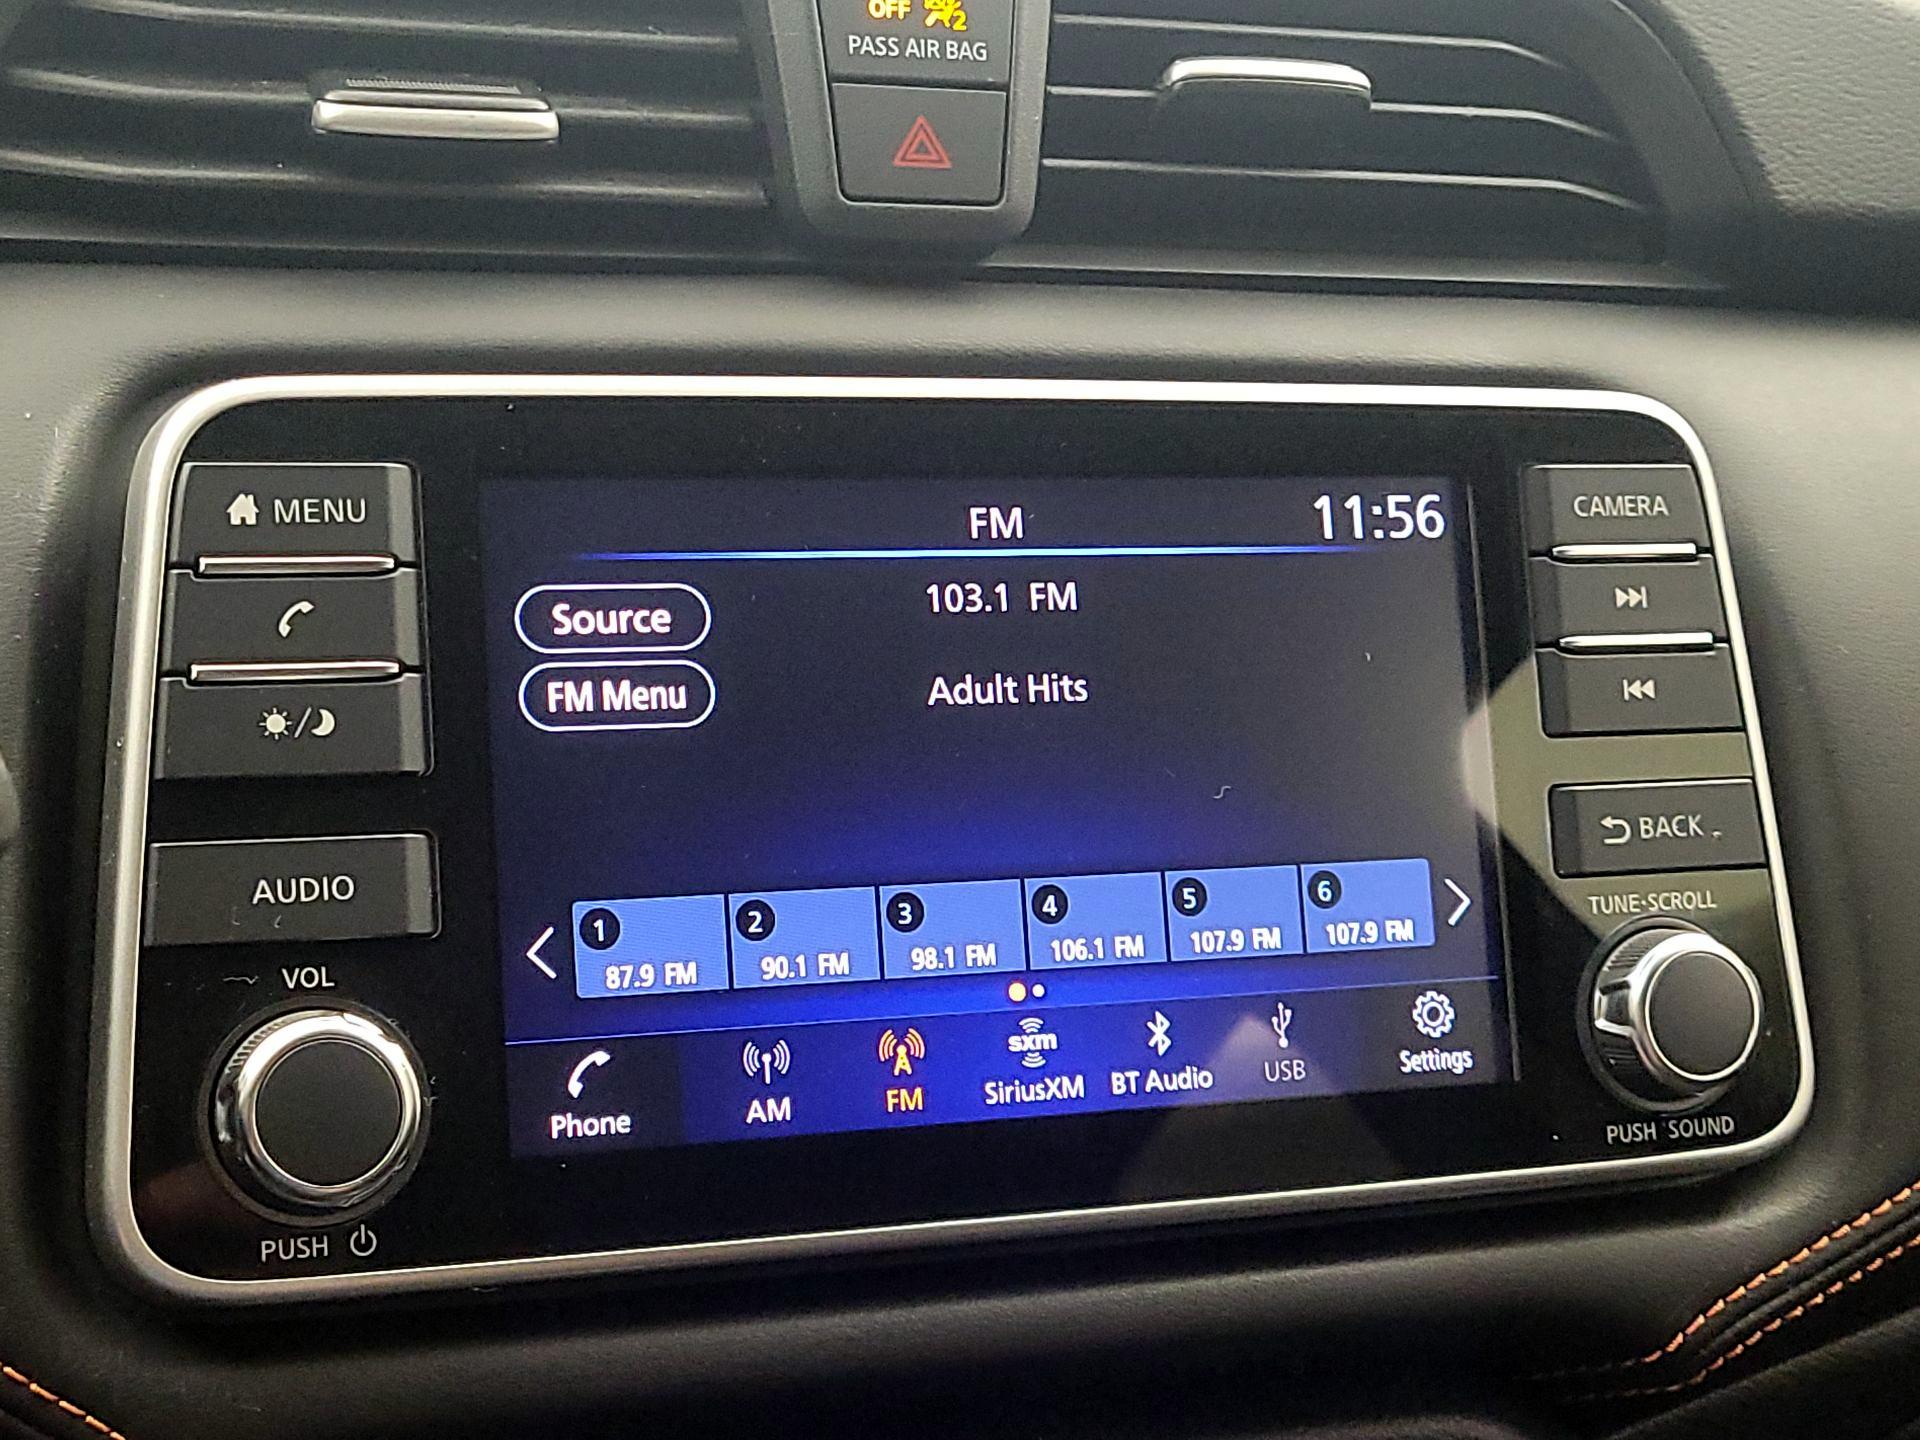 OFF 2
PASS AIR BAG
MENU
CAMERA
FM
11:56
Source
103.1 FM
FM Menu
Adult Hits
BACK
AUDIO
TUNE·SCROLL
VOL
1
87.9 FM
2
90.1 FM
3
98.1 FM
4
106.1 FM
5
107.9 FM
6
107.9 FM
Phone
AM
FM
sxm
SiriusXM
BT Audio
USB
Settings
PUSH
PUSH SOUND